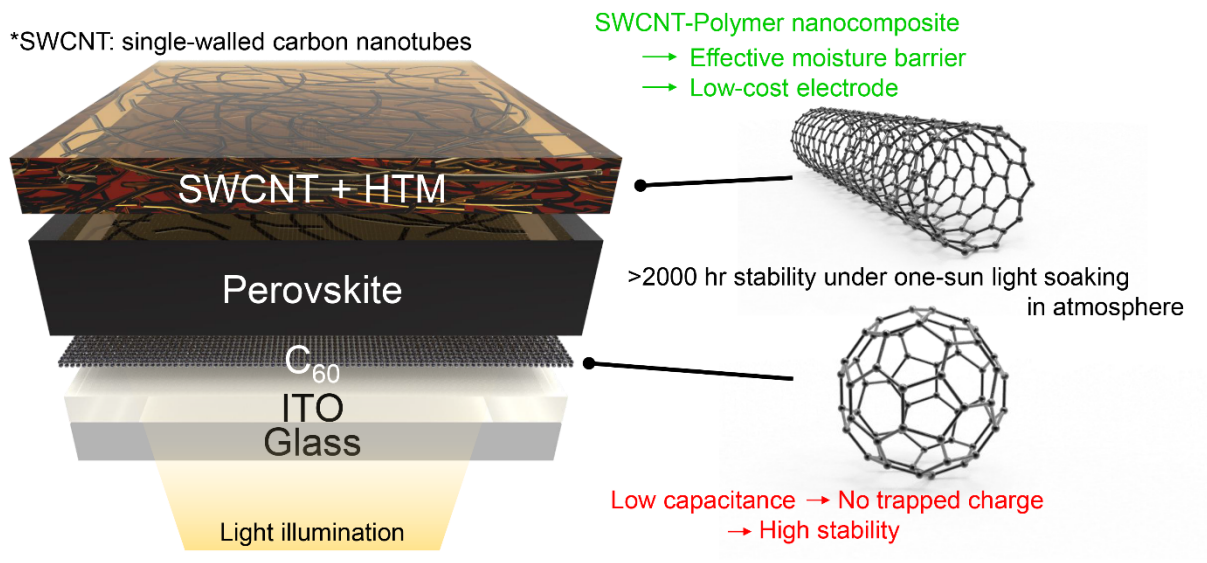 *SWCNT: single-walled carbon nanotubes
SWCNT-Polymer nanocomposite
→ Effective moisture barrier
→ Low-cost electrode
SWCNT + HTM
Perovskite
>2000 hr stability under one-sun light soaking
in atmosphere
C₆₀
ITO
Glass
Light illumination
Low capacitance → No trapped charge
→ High stability